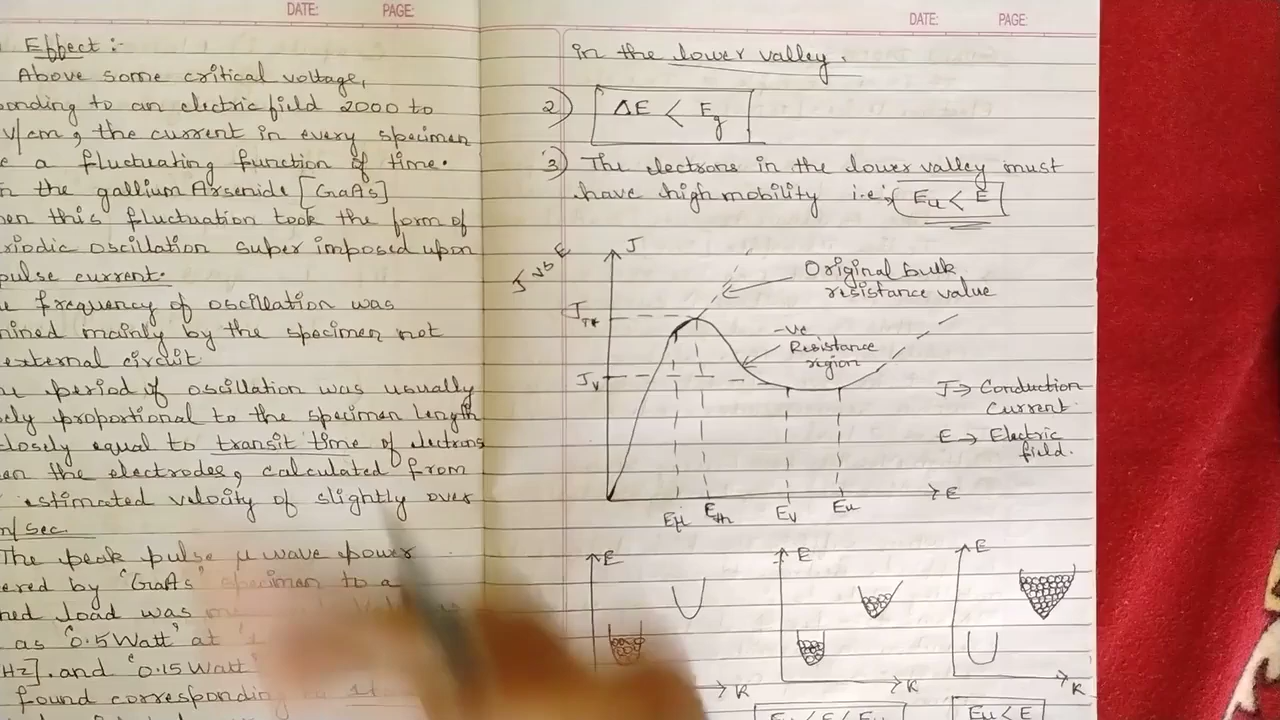 DATE: PAGE:
Effect :-
Above some critical voltage,
onding to an electric field 2000 to
V/cm, the current in every specimen
e a fluctuating function of time.
n the gallium Arsenide [GaAs]
en this fluctuation took the form of
riodic oscillation super imposed upon
pulse current.
e frequency of oscillation was
mined mainly by the specimen not
external circuit.
e period of oscillation was usually
ely proportional to the specimen length
closely equal to transit time of electrons
en the electrodes, calculated from
estimated velocity of slightly over
m/sec
The peak pulse μ wave power
ered by "GaAs" specimen to a
ned load was
as "0.5 Watt" at
Hz]. and "0.15 Watt"
found corresponding
DATE: PAGE:
in the lower valley.
2) ΔE < Eg
3) The electrons in the lower valley must
have high mobility i.e; Eu < E
J vs E
J
Original bulk
resistance value
JTH
-ve
Resistance
region
JV
J → Conduction
Current
E → Electric
field.
E
Eth Ev Eu
E E E
K K K
Eu < E